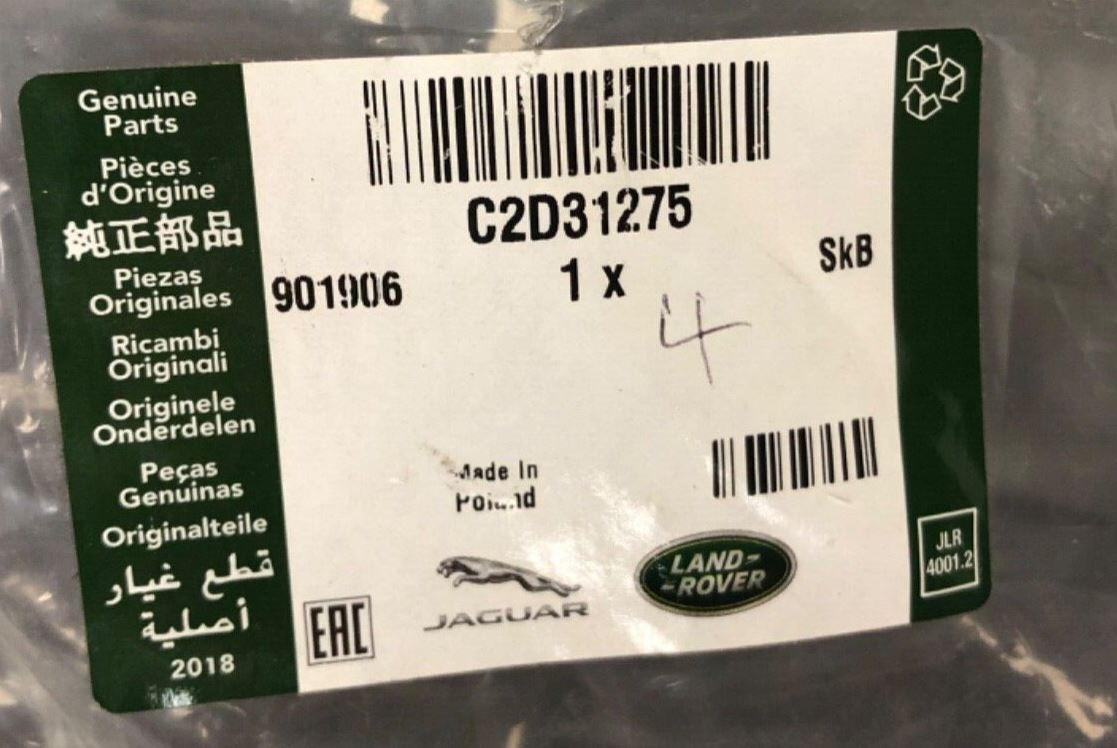 Genuine
Parts
Pièces
d'Origine
純正部品
Piezas
Originales
Ricambi
Originali
Originele
Onderdelen
Peças
Genuinas
Originalteile
قطع غيار
أصلية
2018
C2D31275
901906
1 x
SkB
4
Made In
Poland
EAC
JAGUAR
LAND-
-ROVER
JLR
4001.2